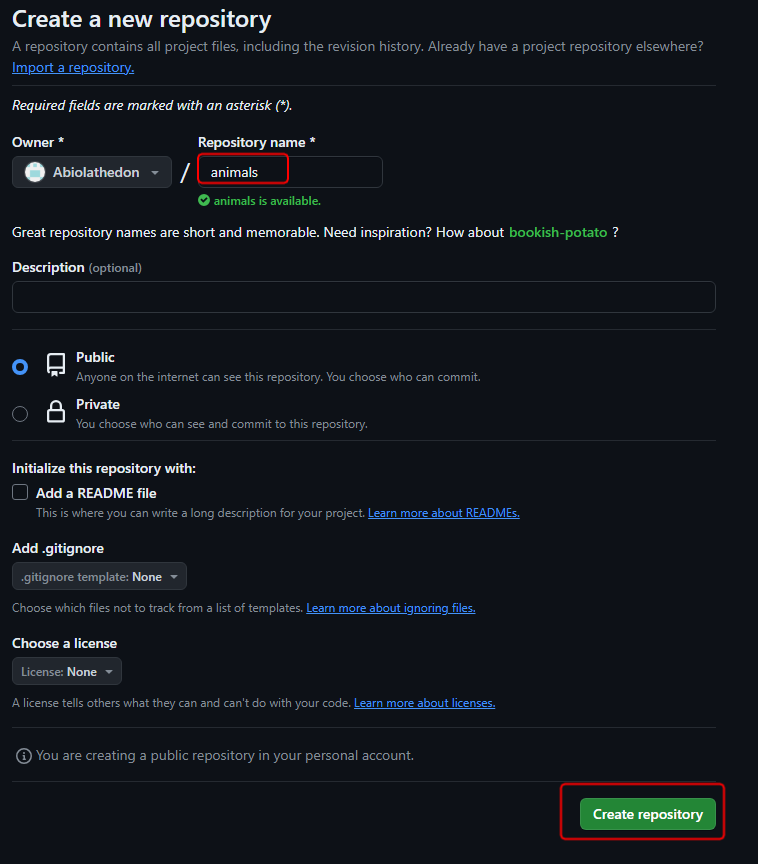 Create a new repository
A repository contains all project files, including the revision history. Already have a project repository elsewhere?
Import a repository.
Required fields are marked with an asterisk (*).
Owner * Repository name *
Abiolathedon / animals
animals is available.
Great repository names are short and memorable. Need inspiration? How about bookish-potato ?
Description (optional)
Public
Anyone on the internet can see this repository. You choose who can commit.
Private
You choose who can see and commit to this repository.
Initialize this repository with:
Add a README file
This is where you can write a long description for your project. Learn more about READMEs.
Add .gitignore
.gitignore template: None
Choose which files not to track from a list of templates. Learn more about ignoring files.
Choose a license
License: None
A license tells others what they can and can't do with your code. Learn more about licenses.
You are creating a public repository in your personal account.
Create repository